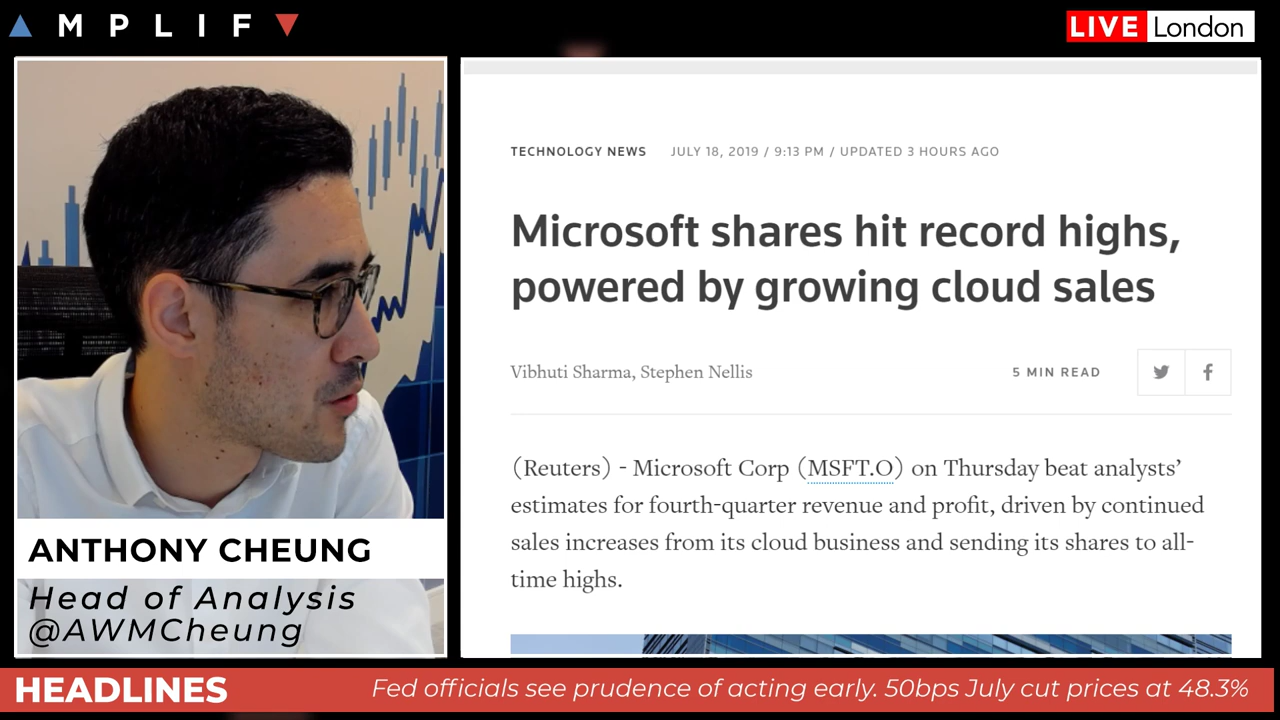 ▲MPLIF▼
LIVE London
TECHNOLOGY NEWS JULY 18, 2019 / 9:13 PM / UPDATED 3 HOURS AGO
Microsoft shares hit record highs,
powered by growing cloud sales
Vibhuti Sharma, Stephen Nellis
5 MIN READ
(Reuters) - Microsoft Corp (MSFT.O) on Thursday beat analysts’
estimates for fourth-quarter revenue and profit, driven by continued
sales increases from its cloud business and sending its shares to all-
time highs.
ANTHONY CHEUNG
Head of Analysis
@AWMCheung
HEADLINES Fed officials see prudence of acting early. 50bps July cut prices at 48.3%